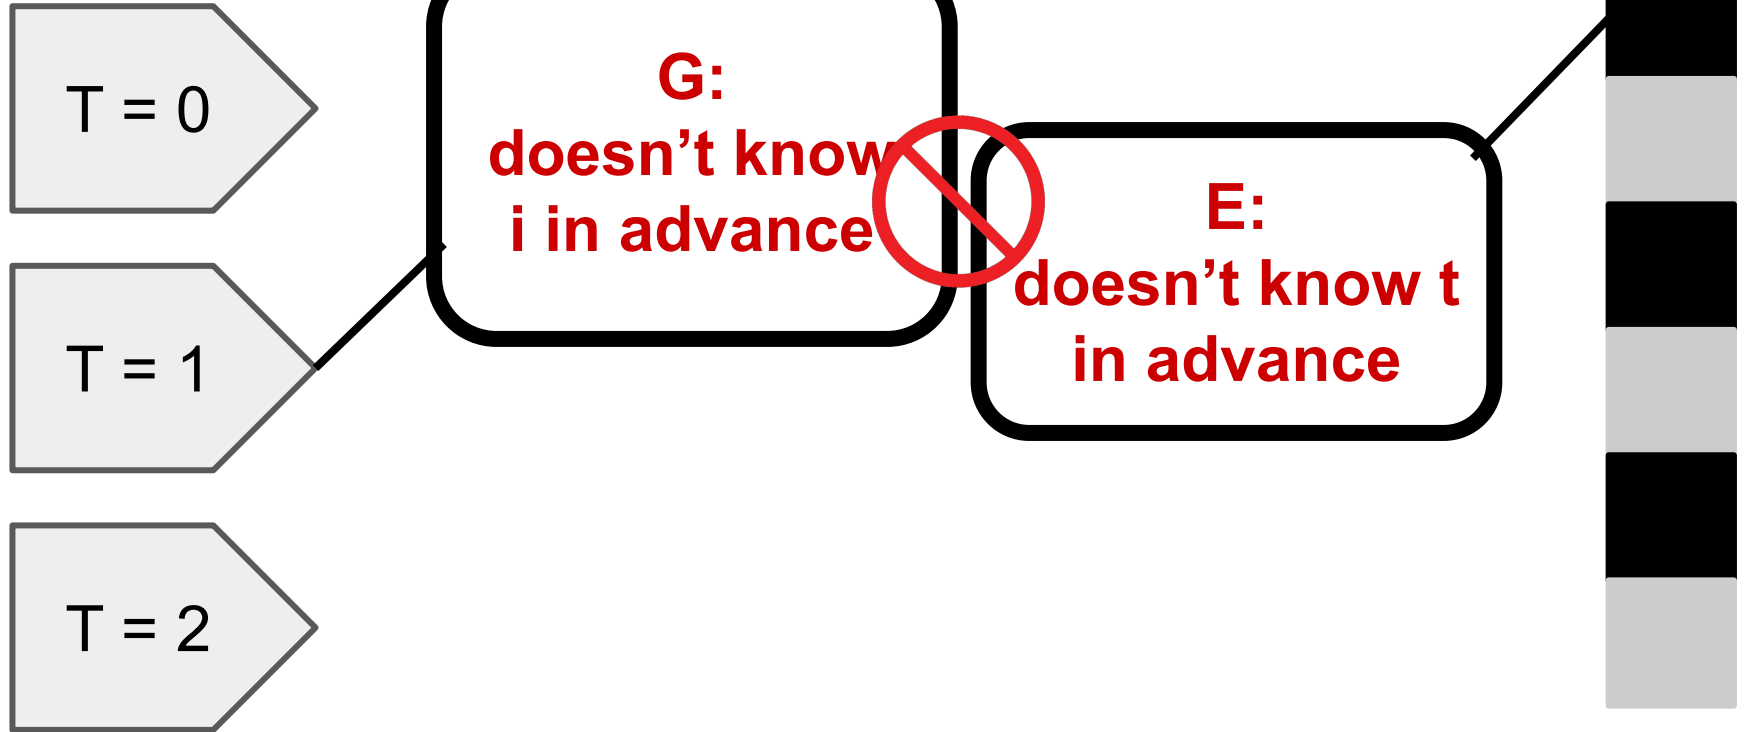 T = 0
G:
doesn’t know
i in advance
E:
doesn’t know t
in advance
T = 1
T = 2